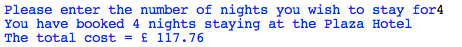 Please enter the number of nights you wish to stay for4
You have booked 4 nights staying at the Plaza Hotel
The total cost = £ 117.76